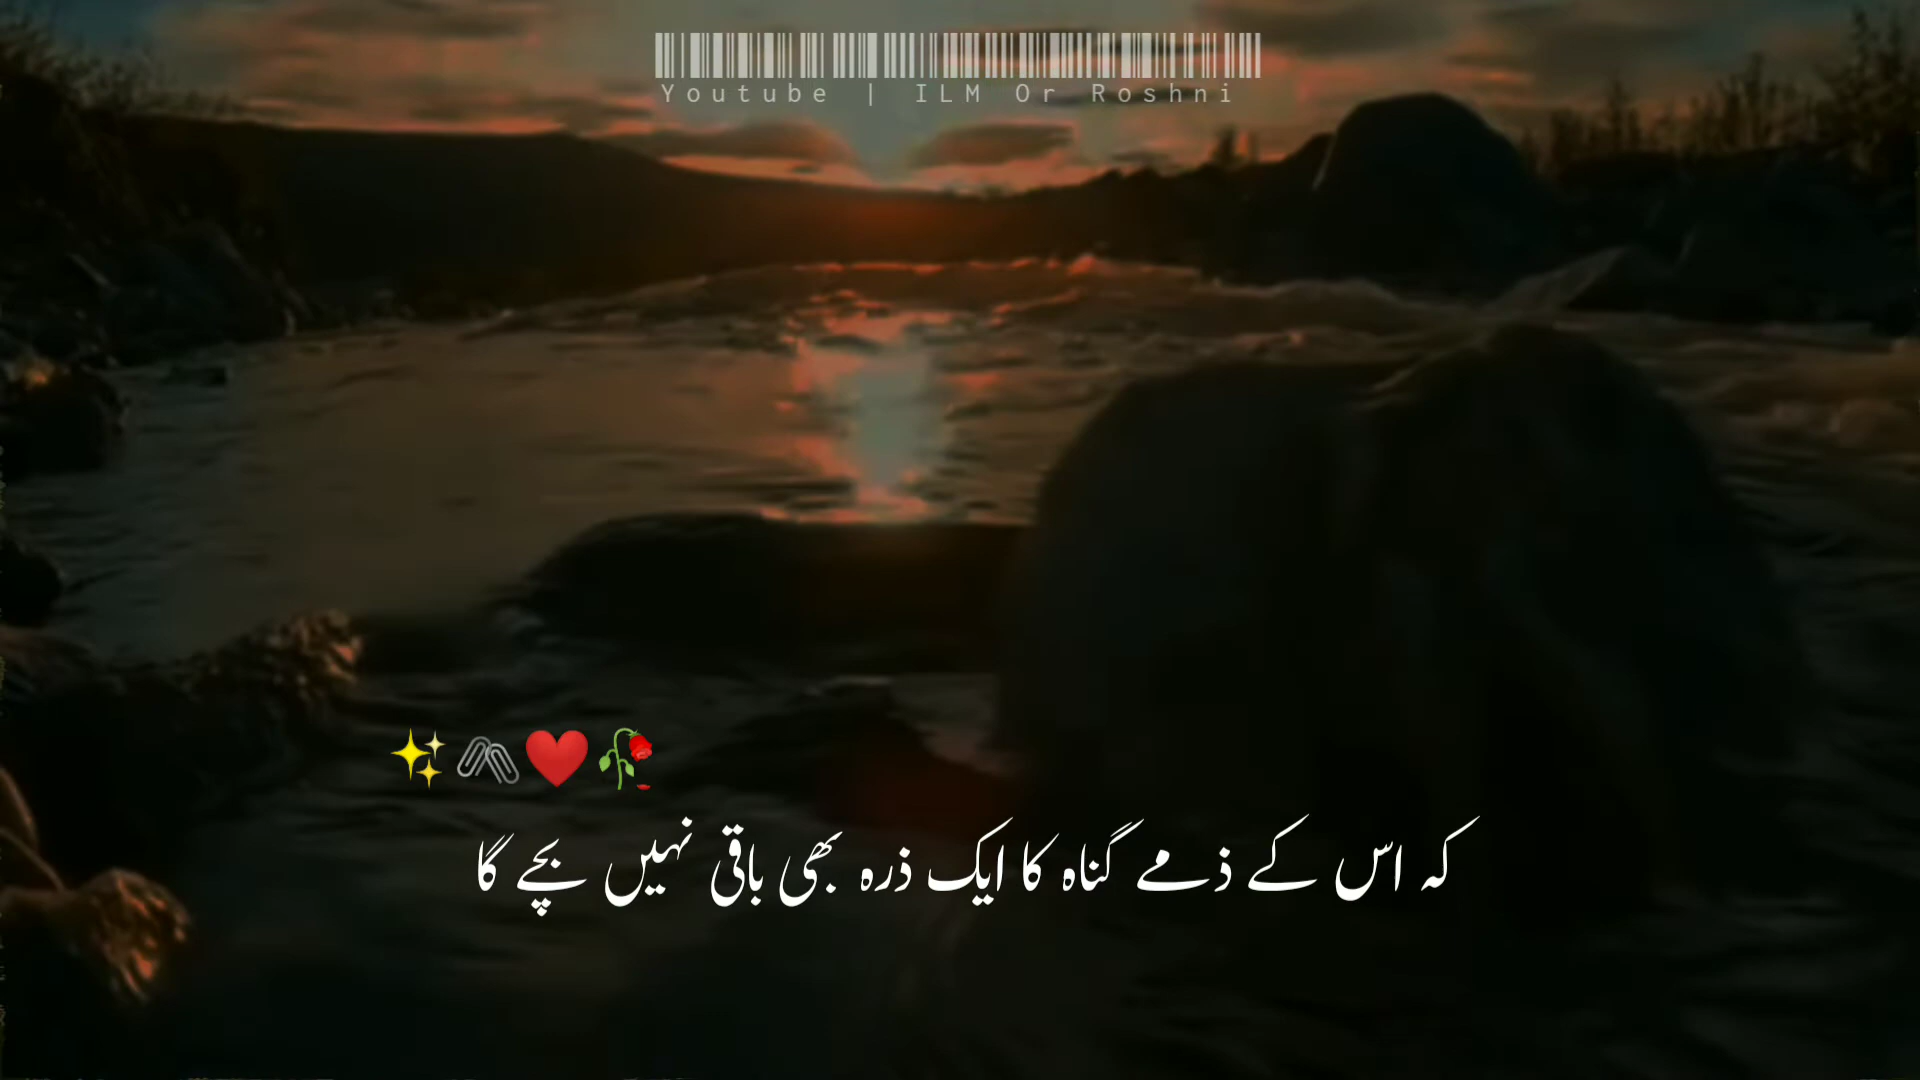 Youtube | ILM Or Roshni
✨🖇️❤️🥀
کہ اس کے ذمے گناہ کا ایک ذرہ بھی باقی نہیں بچے گا